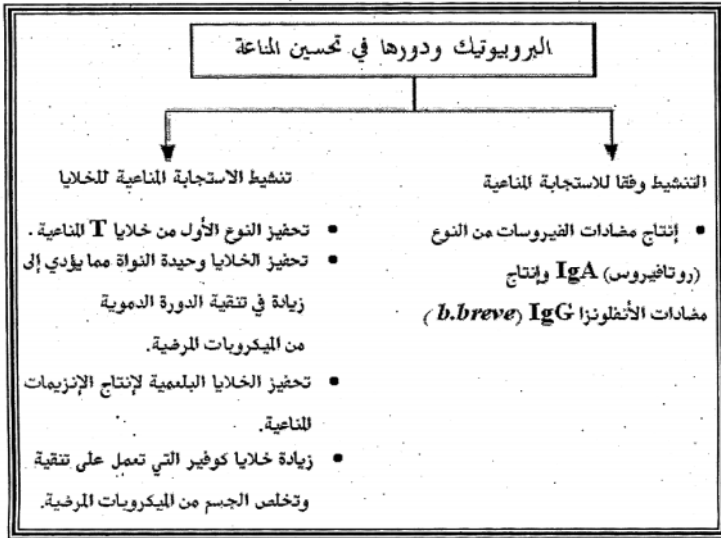 البروبيوتيك ودورها في تحسين المناعة
التنشيط وفقا للاستجابة المناعية
• إنتاج مضادات الفيروسات من النوع
(روتافيروس) IgA وإنتاج
مضادات الأنفلونزا IgG (b.breve)
تنشيط الاستجابة المناعية للخلايا
• تحفيز النوع الأول من خلايا T المناعية.
• تحفيز الخلايا وحيدة النواة مما يؤدي إلى
زيادة في تنقية الدورة الدموية
من الميكروبات المرضية.
• تحفيز الخلايا البلعمية لإنتاج الإنزيمات
المناعية.
• زيادة خلايا كوفير التي تعمل على تنقية
وتخلص الجسم من الميكروبات المرضية.